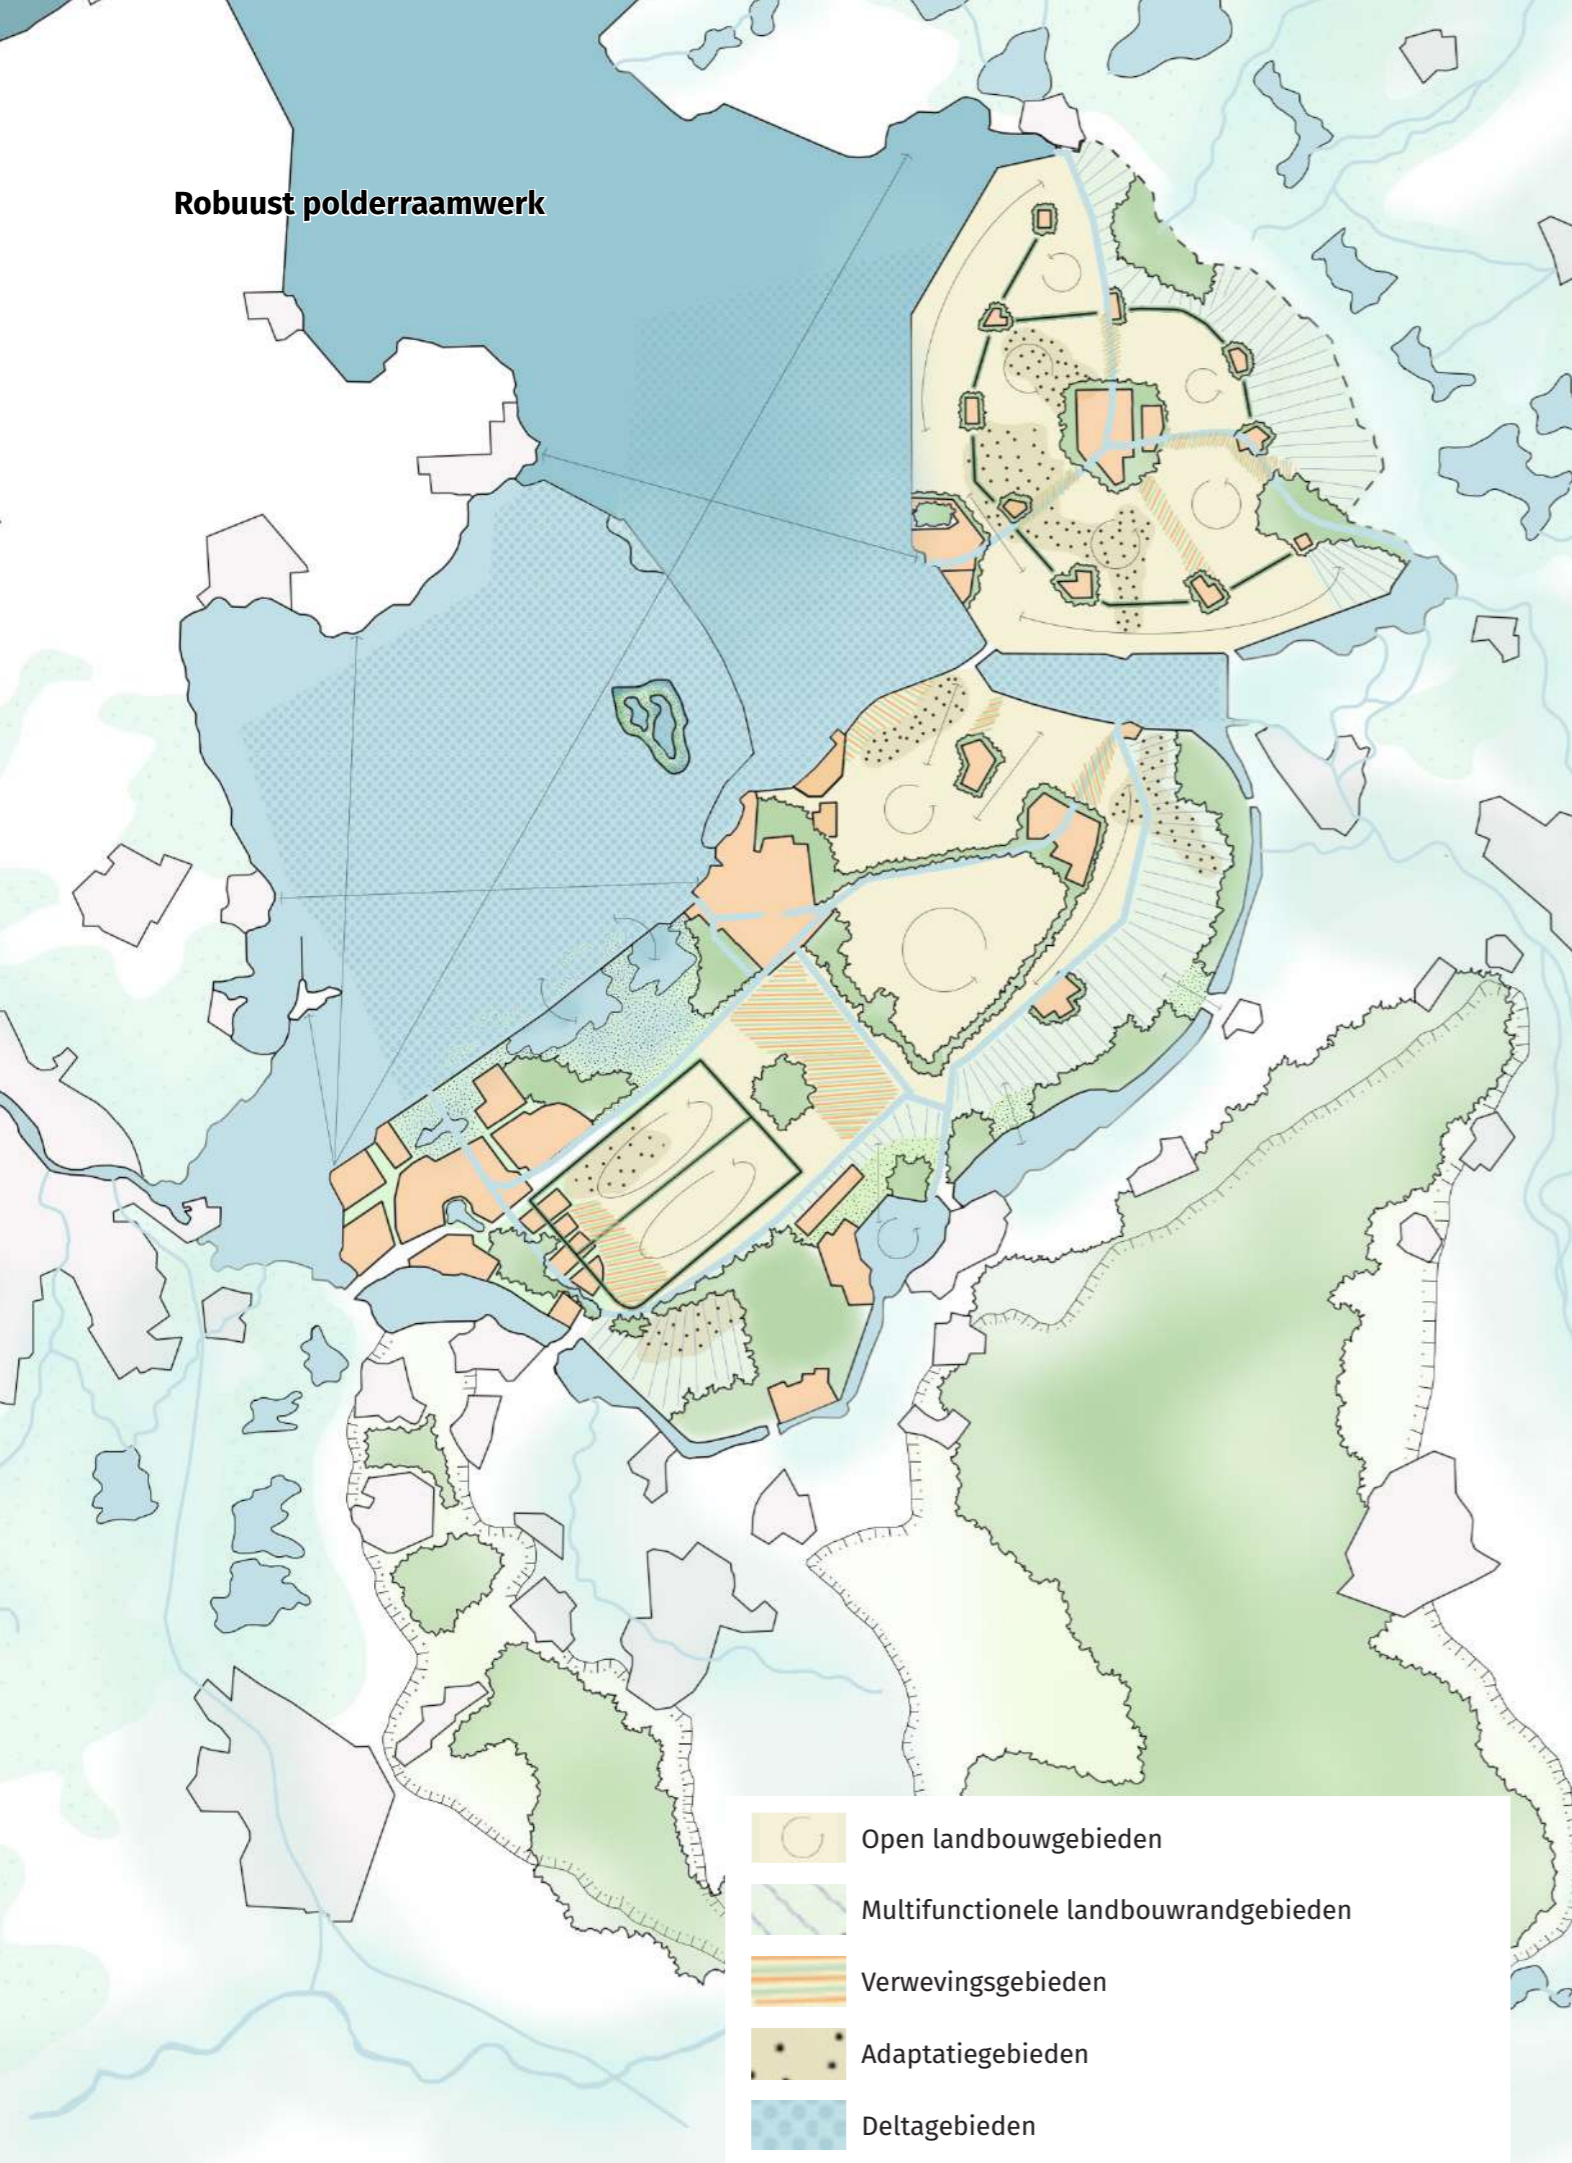 Robuust polderraamwerk
Open landbouwgebieden
Multifunctionele landbouwrandgebieden
Verwevingsgebieden
Adaptatiegebieden
Deltagebieden